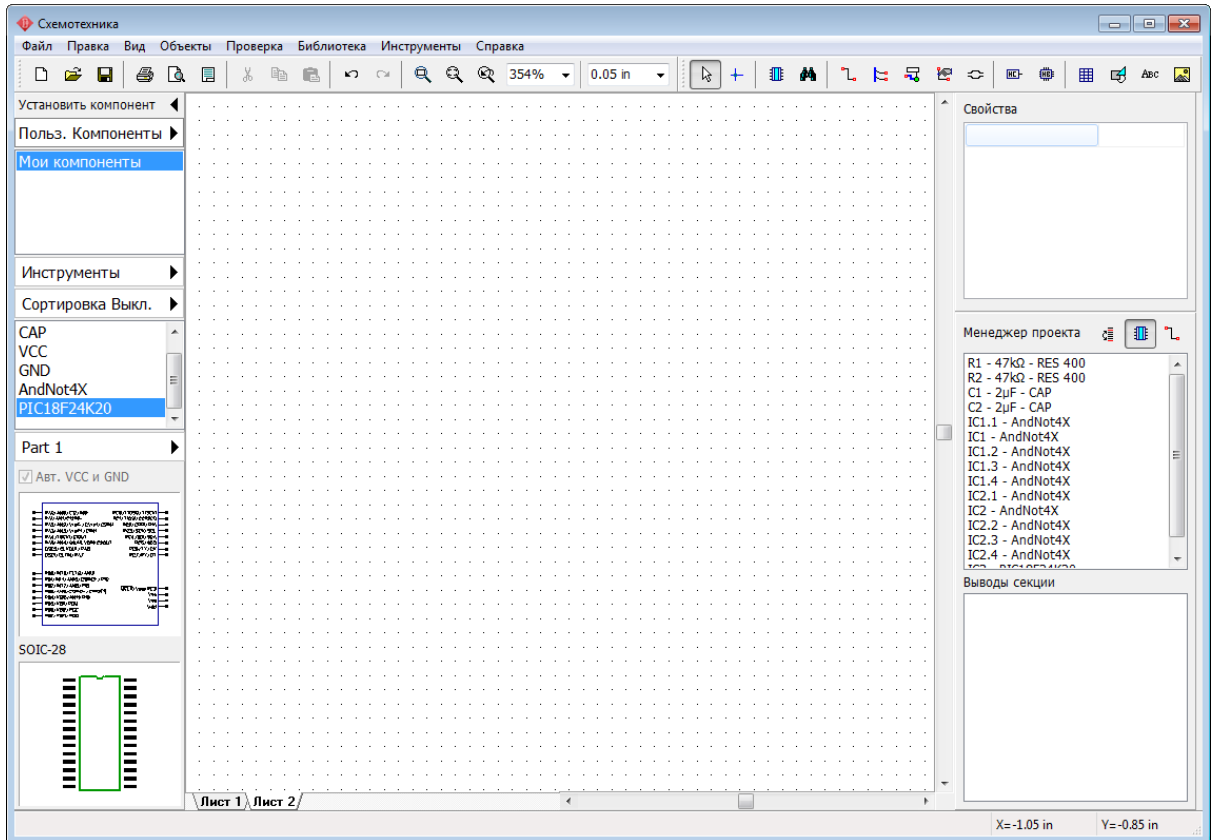 Схемотехника
Файл Правка Вид Объекты Проверка Библиотека Инструменты Справка
354% 0.05 in ABC
Установить компонент
Польз. Компоненты
Мои компоненты
Инструменты
Сортировка Выкл.
CAP
VCC
GND
AndNot4X
PIC18F24K20
Part 1
Авт. VCC и GND
SOIC-28
Лист 1 Лист 2
Свойства
Менеджер проекта
R1 - 47kΩ - RES 400
R2 - 47kΩ - RES 400
C1 - 2µF - CAP
C2 - 2µF - CAP
IC1.1 - AndNot4X
IC1 - AndNot4X
IC1.2 - AndNot4X
IC1.3 - AndNot4X
IC1.4 - AndNot4X
IC2.1 - AndNot4X
IC2 - AndNot4X
IC2.2 - AndNot4X
IC2.3 - AndNot4X
IC2.4 - AndNot4X
IC3 - PIC18F24K20
Выводы секции
X=-1.05 in Y=-0.85 in